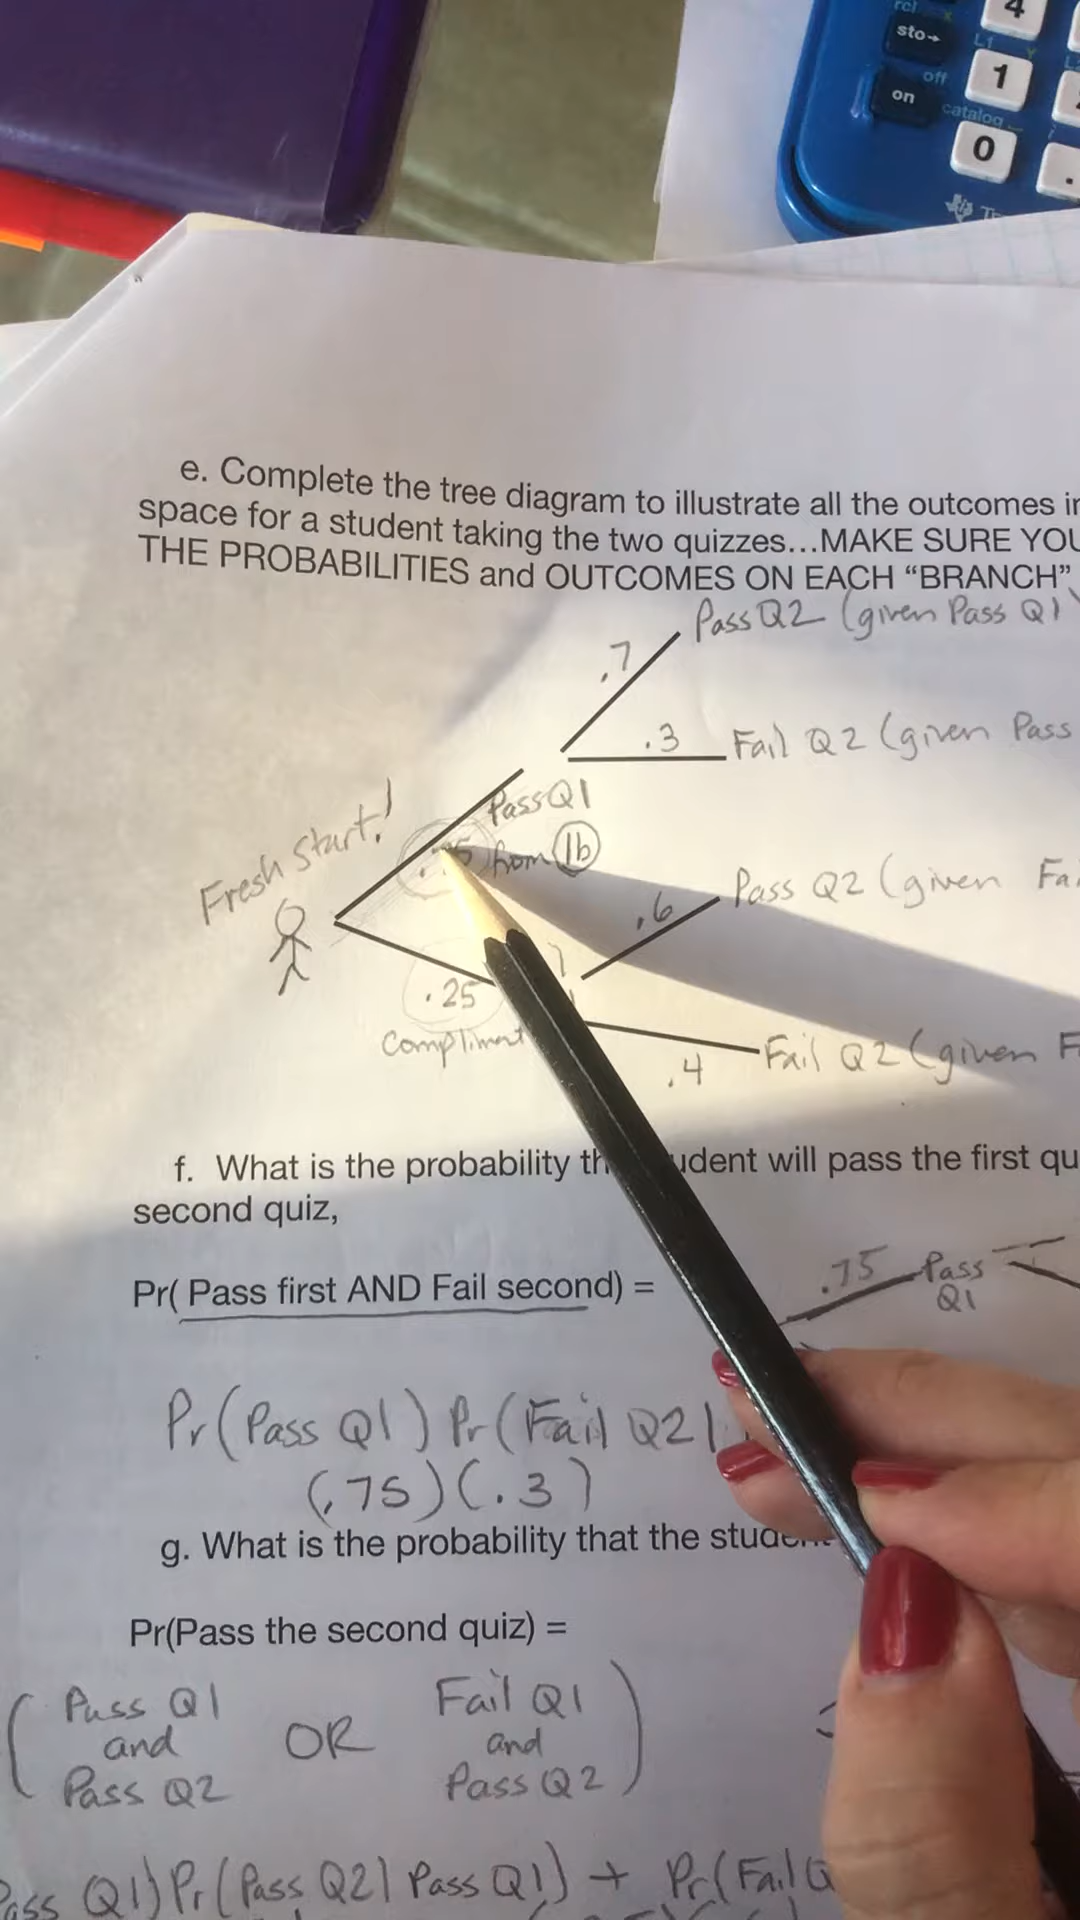 rcl
sto→
4
L1
1
off
on
catalog
0
.
e. Complete the tree diagram to illustrate all the outcomes
space for a student taking the two quizzes...MAKE SURE YOU
THE PROBABILITIES and OUTCOMES ON EACH “BRANCH”
Pass Q2 (given Pass Q1)
.7
.3 Fail Q2 (given Pass
Fresh start!
Pass Q1
from 1b
.6 Pass Q2 (given
.25
Compliment
.4 Fail Q2 (given F
f. What is the probability student will pass the first
second quiz,
.75 Pass
Q1
Pr( Pass first AND Fail second) =
Pr(Pass Q1) Pr(Fail Q2|
(.75)(.3)
g. What is the probability that the student
Pr(Pass the second quiz) =
( Pass Q1 and Pass Q2 OR Fail Q1 and Pass Q2 )
Pass Q1) Pr(Pass Q2| Pass Q1) + Pr(Fail Q